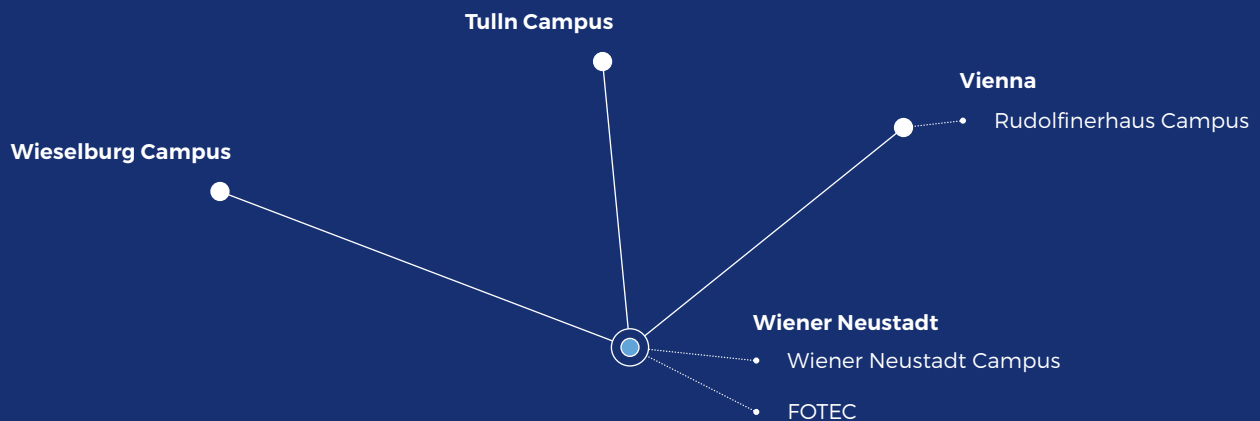 Tulln Campus
Vienna
Rudolfinerhaus Campus
Wieselburg Campus
Wiener Neustadt
Wiener Neustadt Campus
FOTEC